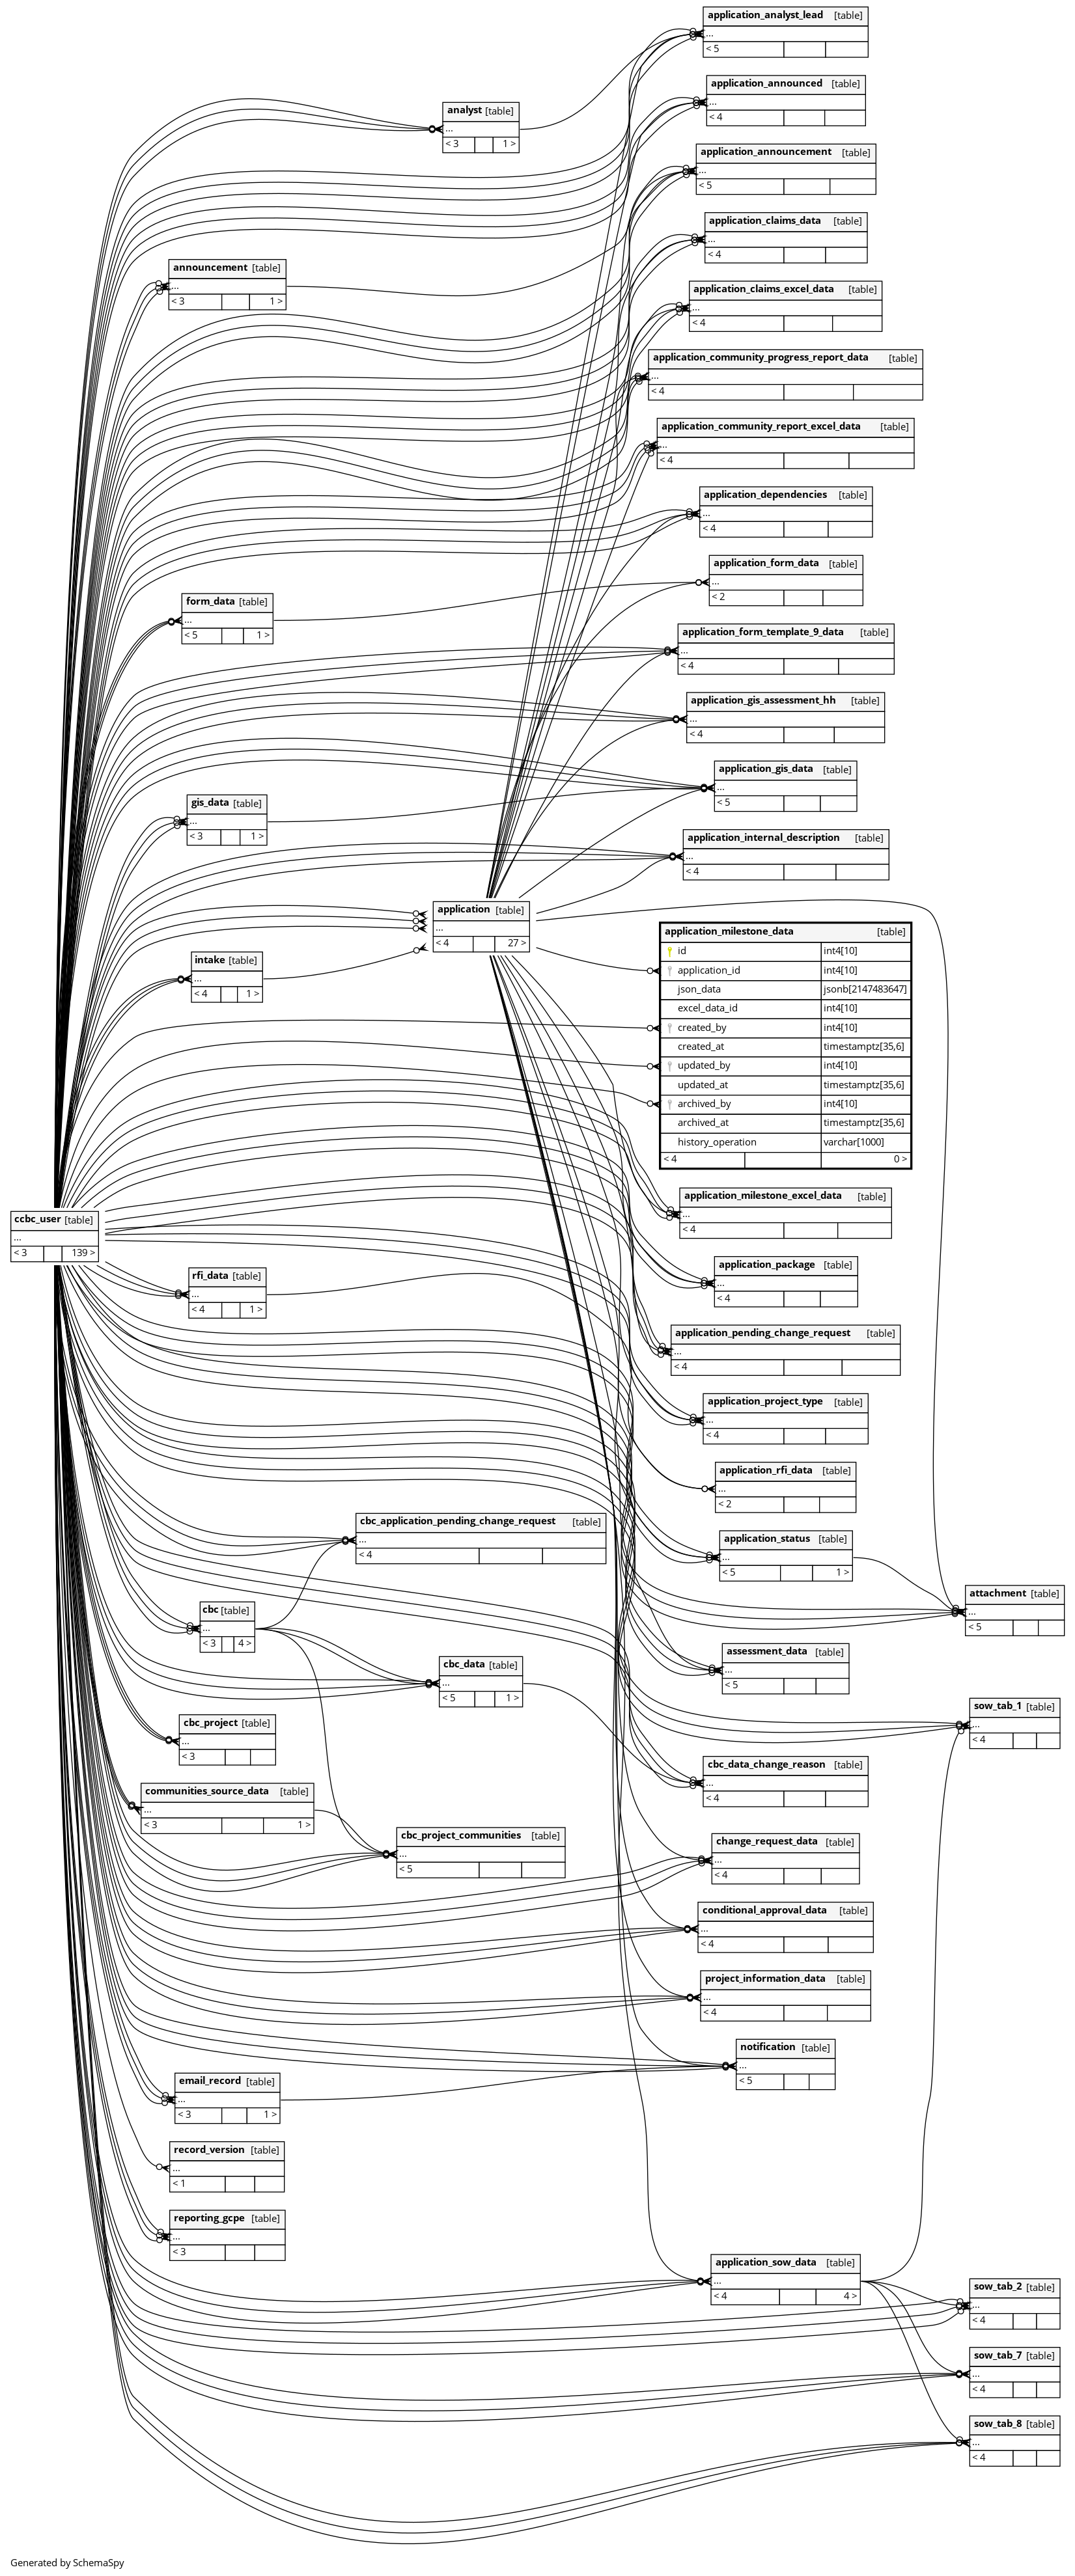 application_analyst_lead [table]
...
< 5
application_announced [table]
...
< 4
analyst [table]
...
< 3 1 >
application_announcement [table]
...
< 5
application_claims_data [table]
...
< 4
announcement [table]
...
< 3 1 >
application_claims_excel_data [table]
...
< 4
application_community_progress_report_data [table]
...
< 4
application_community_report_excel_data [table]
...
< 4
application_dependencies [table]
...
< 4
application_form_data [table]
...
< 2
form_data [table]
...
< 5 1 >
application_form_template_9_data [table]
...
< 4
application_gis_assessment_hh [table]
...
< 4
application_gis_data [table]
...
< 5
gis_data [table]
...
< 3 1 >
application_internal_description [table]
...
< 4
application [table]
...
< 4 27 >
intake [table]
...
< 4 1 >
application_milestone_data [table]
id int4[10]
application_id int4[10]
json_data jsonb[2147483647]
excel_data_id int4[10]
created_by int4[10]
created_at timestamptz[35,6]
updated_by int4[10]
updated_at timestamptz[35,6]
archived_by int4[10]
archived_at timestamptz[35,6]
history_operation varchar[1000]
< 4 0 >
application_milestone_excel_data [table]
...
< 4
ccbc_user [table]
...
< 3 139 >
application_package [table]
...
< 4
rfi_data [table]
...
< 4 1 >
application_pending_change_request [table]
...
< 4
application_project_type [table]
...
< 4
application_rfi_data [table]
...
< 2
cbc_application_pending_change_request [table]
...
< 4
application_status [table]
...
< 5 1 >
attachment [table]
...
< 5
cbc [table]
...
< 3 4 >
assessment_data [table]
...
< 5
cbc_data [table]
...
< 5 1 >
sow_tab_1 [table]
...
< 4
cbc_project [table]
...
< 3
cbc_data_change_reason [table]
...
< 4
communities_source_data [table]
...
< 3 1 >
cbc_project_communities [table]
...
< 5
change_request_data [table]
...
< 4
conditional_approval_data [table]
...
< 4
project_information_data [table]
...
< 4
notification [table]
...
< 5
email_record [table]
...
< 3 1 >
record_version [table]
...
< 1
reporting_gcpe [table]
...
< 3
application_sow_data [table]
...
< 4 4 >
sow_tab_2 [table]
...
< 4
sow_tab_7 [table]
...
< 4
sow_tab_8 [table]
...
< 4
Generated by SchemaSpy